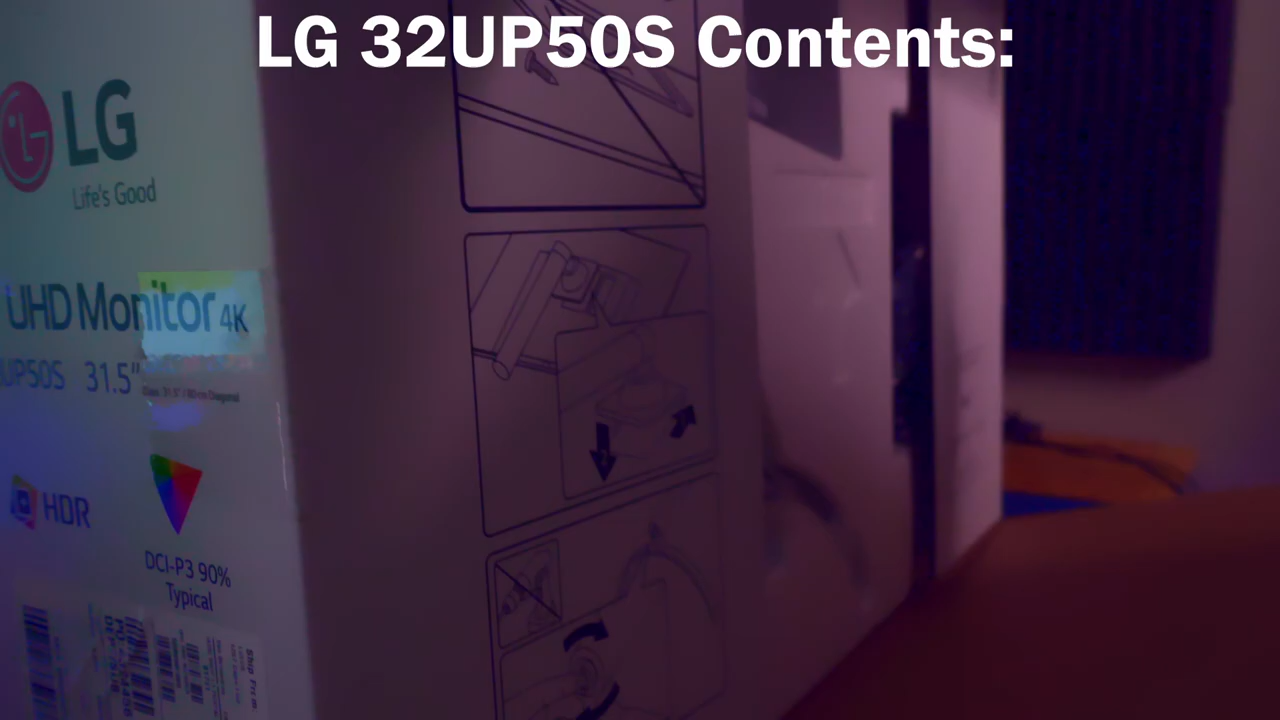 LG 32UP50S Contents:
LG
Life's Good
UHD Monitor 4K
UP50S 31.5"
HDR
DCI-P3 90%
Typical